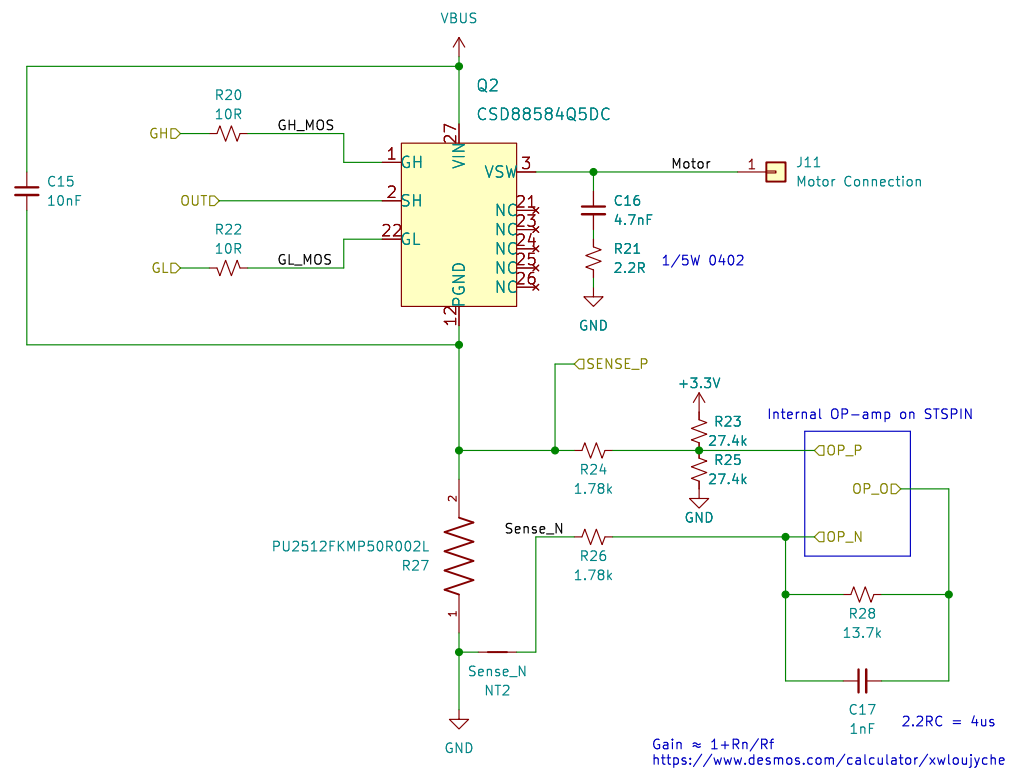 VBUS
Q2
CSD88584Q5DC
R20
10R
GH
GH_MOS
27
VIN
1
GH
VSW
3
Motor
1
J11
Motor Connection
C15
10nF
OUT
2
SH
21
NC
23
NC
24
NC
25
NC
26
NC
C16
4.7nF
R22
10R
GL
GL_MOS
22
GL
R21
2.2R
1/5W 0402
PGND
12
GND
SENSE_P
+3.3V
Internal OP-amp on STSPIN
R23
27.4k
R24
1.78k
R25
27.4k
GND
OP_P
OP_O
OP_N
2
Sense_N
PU2512FKMP50R002L
R27
R26
1.78k
1
R28
13.7k
Sense_N
NT2
C17
1nF
2.2RC = 4us
GND
Gain ≈ 1+Rn/Rf
https://www.desmos.com/calculator/xwloujyche